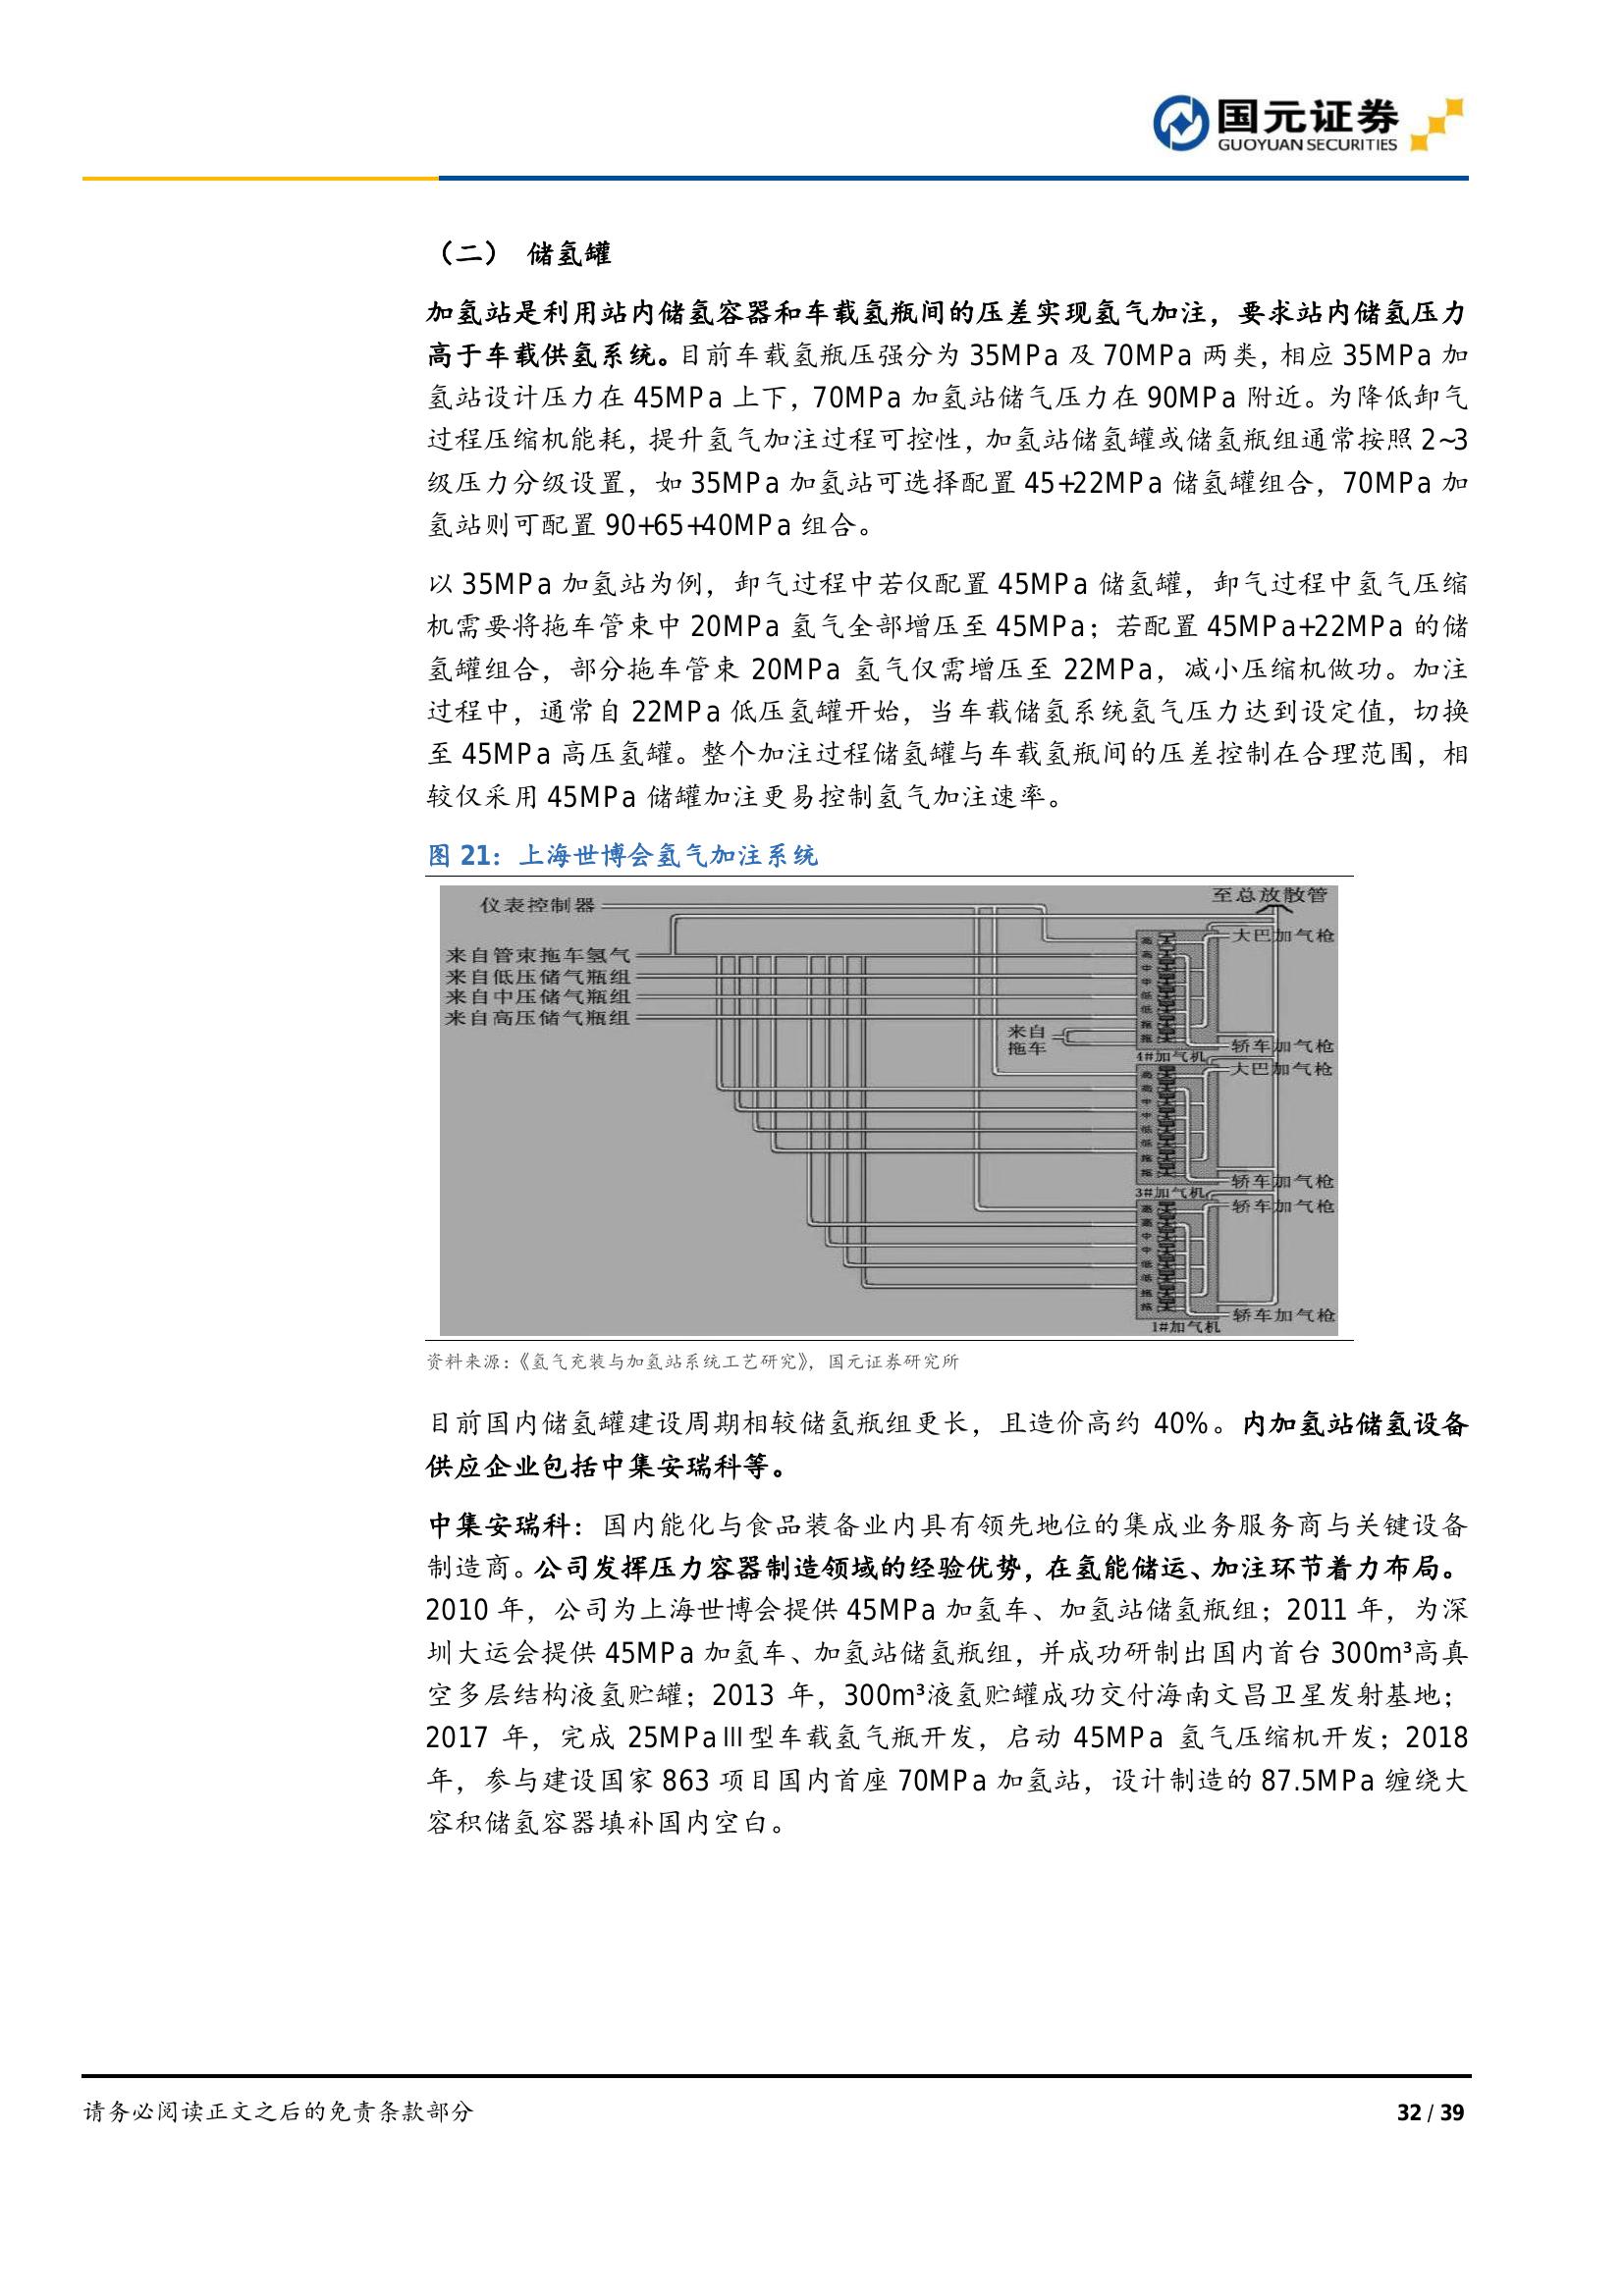 国元证券
GUOYUAN SECURITIES
（二） 储氢罐
加氢站是利用站内储氢容器和车载氢瓶间的压差实现氢气加注，要求站内储氢压力
高于车载供氢系统。目前车载氢瓶压强分为 35MPa 及 70MPa 两类，相应 35MPa 加
氢站设计压力在 45MPa 上下，70MPa 加氢站储气压力在 90MPa 附近。为降低卸气
过程压缩机能耗，提升氢气加注过程可控性，加氢站储氢罐或储氢瓶组通常按照 2~3
级压力分级设置，如 35MPa 加氢站可选择配置 45+22MPa 储氢罐组合，70MPa 加
氢站则可配置 90+65+40MPa 组合。
以 35MPa 加氢站为例，卸气过程中若仅配置 45MPa 储氢罐，卸气过程中氢气压缩
机需要将拖车管束中 20MPa 氢气全部增压至 45MPa；若配置 45MPa+22MPa 的储
氢罐组合，部分拖车管束 20MPa 氢气仅需增压至 22MPa，减小压缩机做功。加注
过程中，通常自 22MPa 低压氢罐开始，当车载储氢系统氢气压力达到设定值，切换
至 45MPa 高压氢罐。整个加注过程储氢罐与车载氢瓶间的压差控制在合理范围，相
较仅采用 45MPa 储罐加注更易控制氢气加注速率。
图 21：上海世博会氢气加注系统
至总放散管
仪表控制器
大巴加气枪
来自管束拖车氢气
来自低压储气瓶组
来自中压储气瓶组
来自高压储气瓶组
来自
拖车
高
高
中
中
低
低
拖
拖
轿车加气枪
4#加气机
大巴加气枪
高
高
中
中
低
低
拖
拖
轿车加气枪
3#加气机
轿车加气枪
高
高
中
中
低
低
拖
拖
轿车加气枪
1#加气机
资料来源：《氢气充装与加氢站系统工艺研究》，国元证券研究所
目前国内储氢罐建设周期相较储氢瓶组更长，且造价高约 40%。内加氢站储氢设备
供应企业包括中集安瑞科等。
中集安瑞科：国内能化与食品装备业内具有领先地位的集成业务服务商与关键设备
制造商。公司发挥压力容器制造领域的经验优势，在氢能储运、加注环节着力布局。
2010 年，公司为上海世博会提供 45MPa 加氢车、加氢站储氢瓶组；2011 年，为深
圳大运会提供 45MPa 加氢车、加氢站储氢瓶组，并成功研制出国内首台 300m³高真
空多层结构液氢贮罐；2013 年，300m³液氢贮罐成功交付海南文昌卫星发射基地；
2017 年，完成 25MPaⅢ型车载氢气瓶开发，启动 45MPa 氢气压缩机开发；2018
年，参与建设国家 863 项目国内首座 70MPa 加氢站，设计制造的 87.5MPa 缠绕大
容积储氢容器填补国内空白。
请务必阅读正文之后的免责条款部分
32 / 39